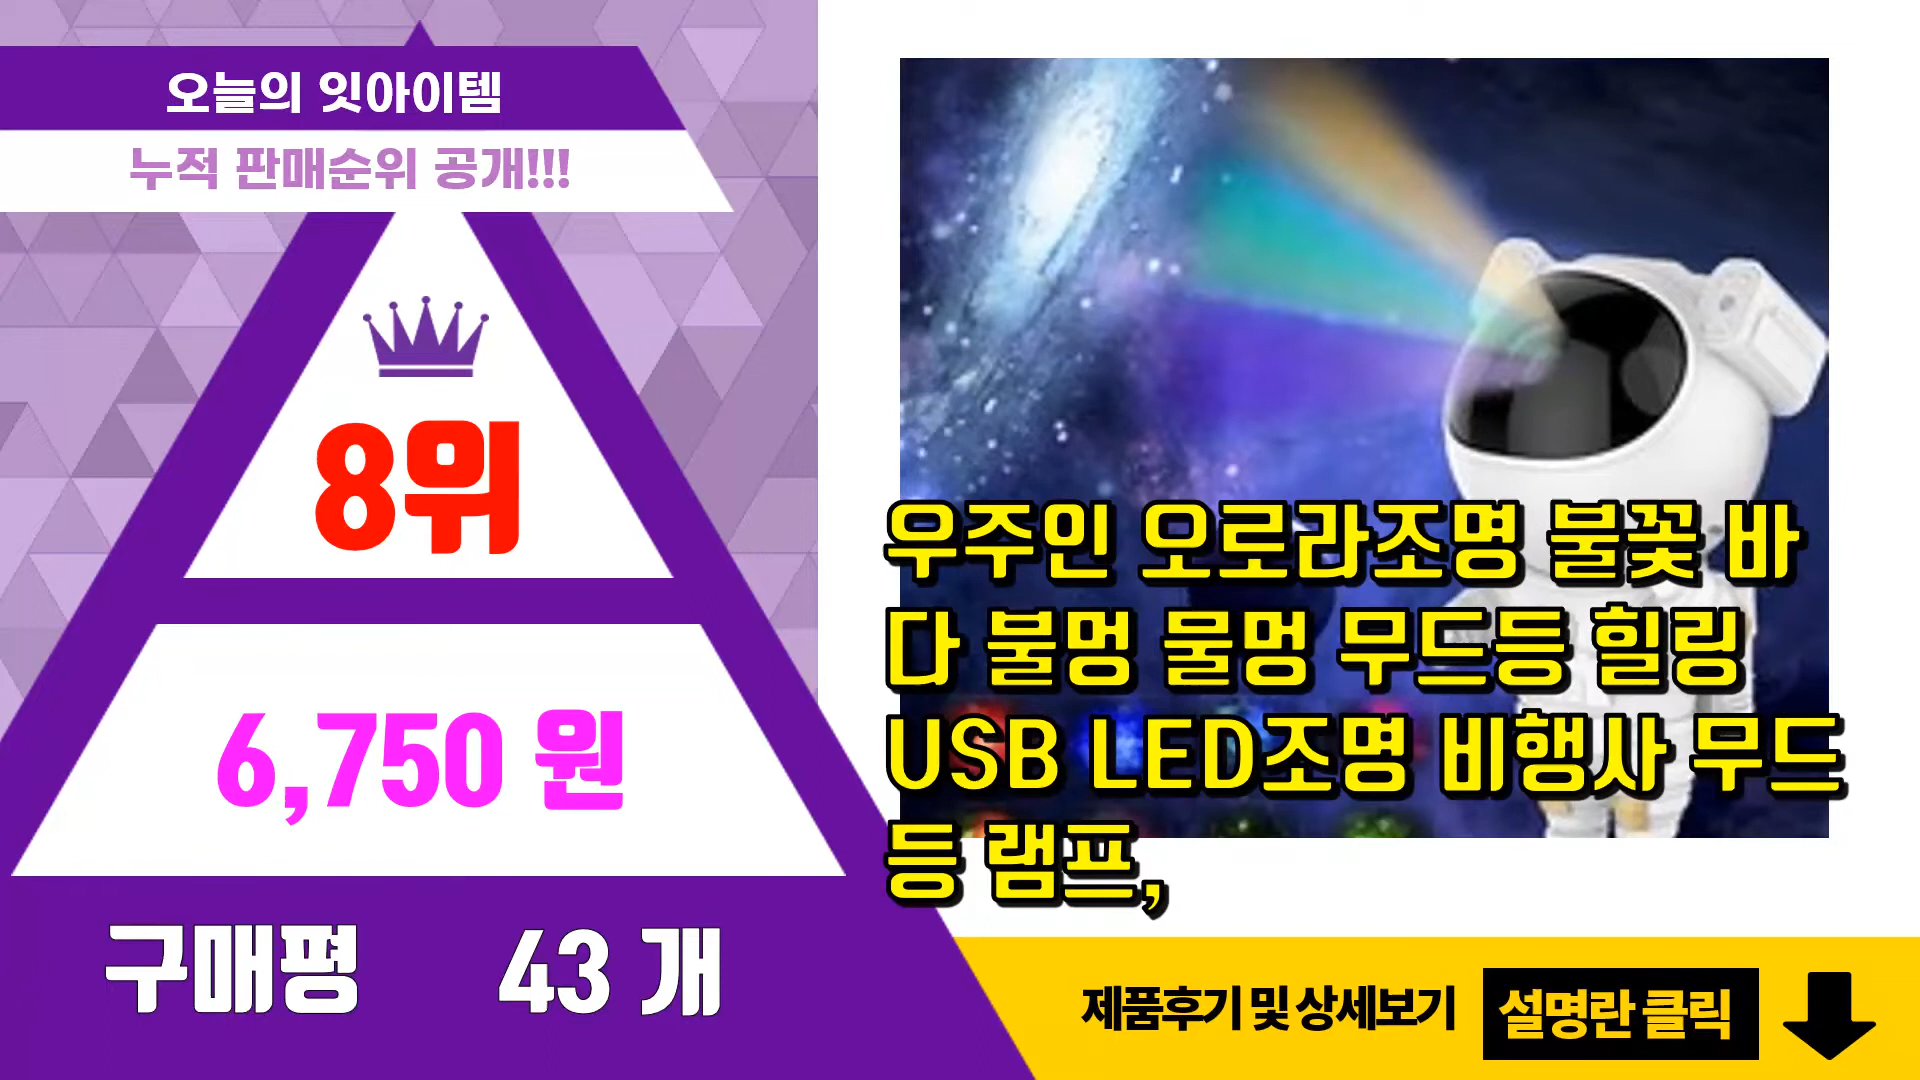 오늘의 잇아이템
누적 판매순위 공개!!!
8위
6,750 원
구매평 43 개
우주인 오로라조명 불꽃 바
다 불멍 물멍 무드등 힐링
USB LED조명 비행사 무드
등 램프,
제품후기 및 상세보기 설명란 클릭